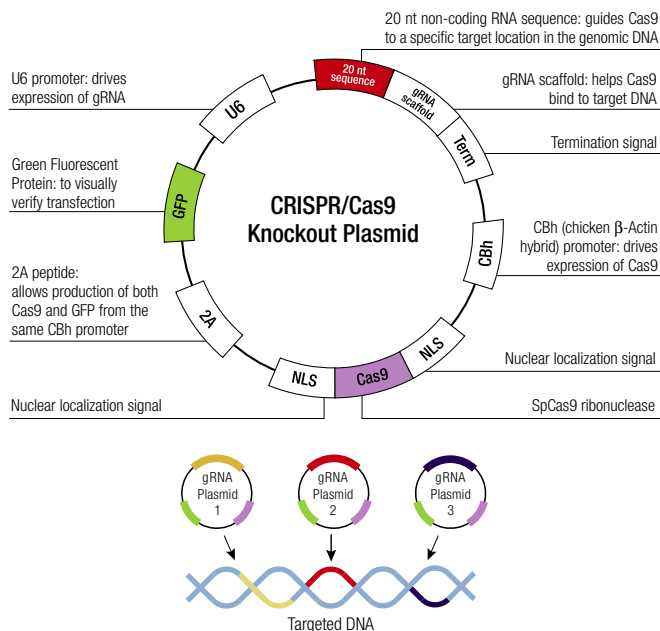 20 nt non-coding RNA sequence: guides Cas9
to a specific target location in the genomic DNA
U6 promoter: drives
expression of gRNA
20 nt
sequence
gRNA
scaffold
gRNA scaffold: helps Cas9
bind to target DNA
U6
Term
Termination signal
Green Fluorescent
Protein: to visually
verify transfection
GFP
CRISPR/Cas9
Knockout Plasmid
CBh
CBh (chicken β-Actin
hybrid) promoter: drives
expression of Cas9
2A peptide:
allows production of both
Cas9 and GFP from the
same CBh promoter
2A
NLS
Cas9
NLS
Nuclear localization signal
Nuclear localization signal
SpCas9 ribonuclease
gRNA
Plasmid
1
gRNA
Plasmid
2
gRNA
Plasmid
3
Targeted DNA